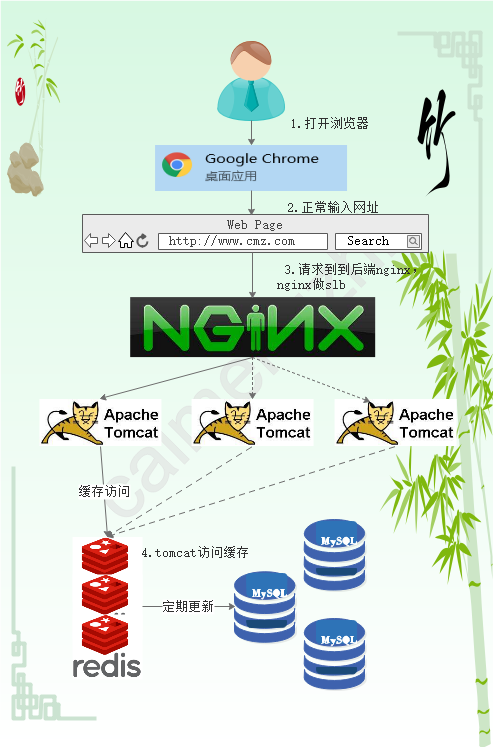 竹
1.打开浏览器
竹
Google Chrome
桌面应用
2.正常输入网址
Web Page
http://www.cmz.com
Search
3.请求到到后端nginx，
nginx做slb
NGINX
Apache
Tomcat
Apache
Tomcat
Apache
Tomcat
缓存访问
4.tomcat访问缓存
MySQL
MySQL
定期更新
MySQL
redis